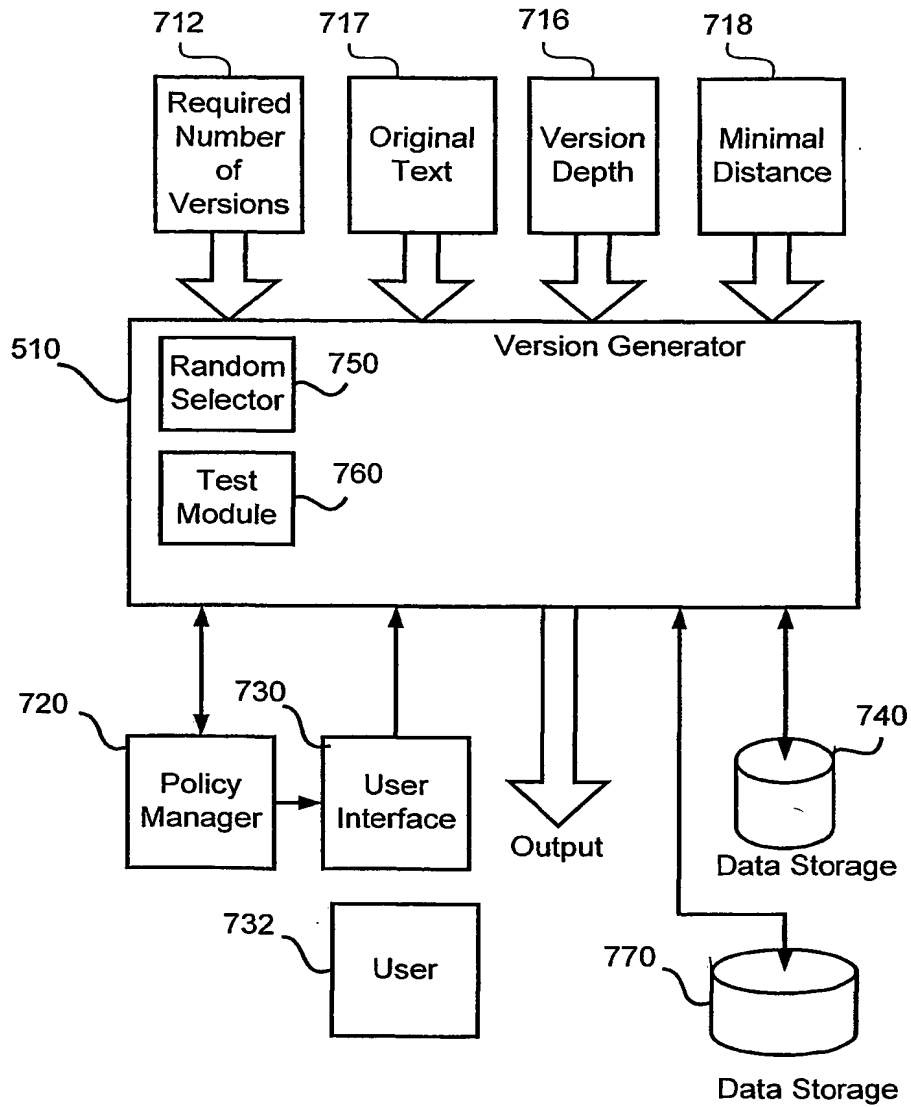 712
717
716
718
Required
Number
of
Versions
Original
Text
Version
Depth
Minimal
Distance
510
Version Generator
Random
Selector
750
Test
Module
760
720
730
740
Policy
Manager
User
Interface
Output
Data Storage
732
User
770
Data Storage